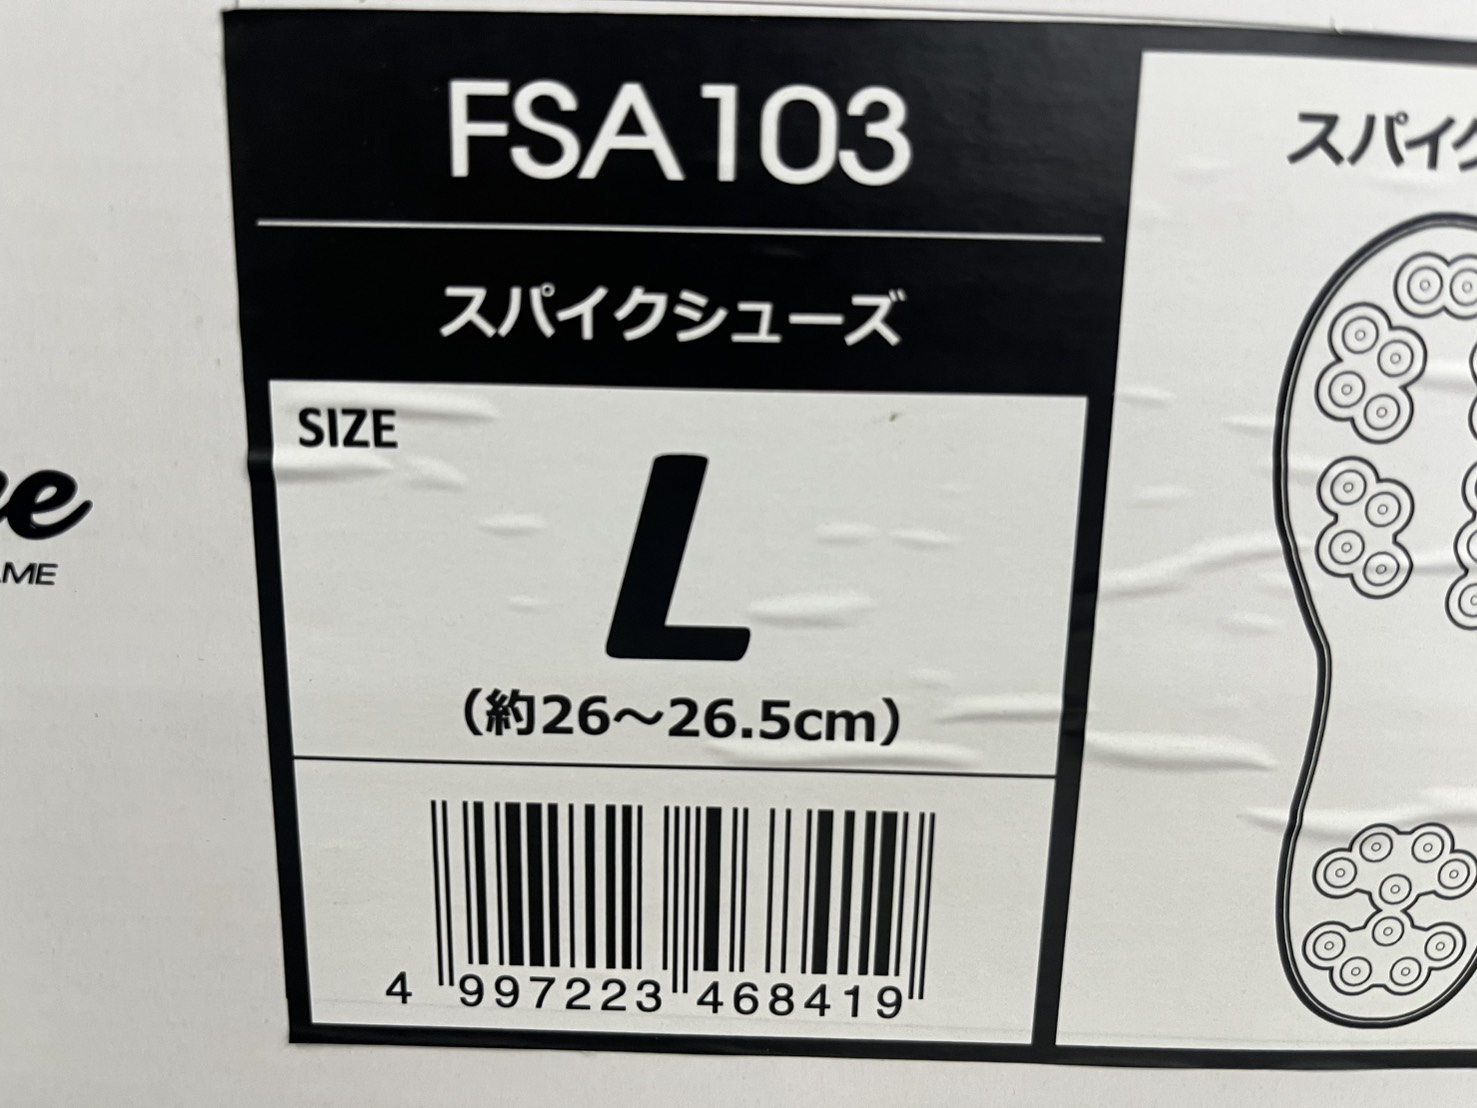 FSA103
スパイクシューズ
SIZE
L
(約26〜26.5cm)
4 997223 468419
スパイク